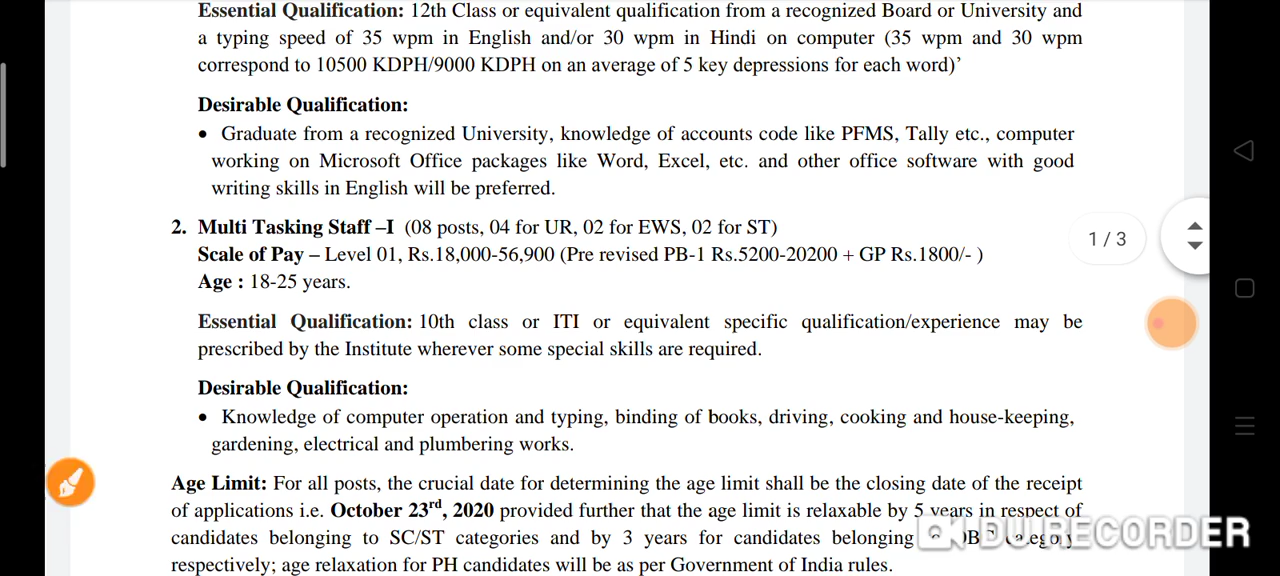 Essential Qualification: 12th Class or equivalent qualification from a recognized Board or University and
a typing speed of 35 wpm in English and/or 30 wpm in Hindi on computer (35 wpm and 30 wpm
correspond to 10500 KDPH/9000 KDPH on an average of 5 key depressions for each word)’
Desirable Qualification:
• Graduate from a recognized University, knowledge of accounts code like PFMS, Tally etc., computer
working on Microsoft Office packages like Word, Excel, etc. and other office software with good
writing skills in English will be preferred.
2. Multi Tasking Staff –I (08 posts, 04 for UR, 02 for EWS, 02 for ST)
Scale of Pay – Level 01, Rs.18,000-56,900 (Pre revised PB-1 Rs.5200-20200 + GP Rs.1800/- )
1 / 3
Age : 18-25 years.
Essential Qualification: 10th class or ITI or equivalent specific qualification/experience may be
prescribed by the Institute wherever some special skills are required.
Desirable Qualification:
• Knowledge of computer operation and typing, binding of books, driving, cooking and house-keeping,
gardening, electrical and plumbering works.
Age Limit: For all posts, the crucial date for determining the age limit shall be the closing date of the receipt
of applications i.e. October 23rd, 2020 provided further that the age limit is relaxable by 5 years in respect of
candidates belonging to SC/ST categories and by 3 years for candidates belonging
DU RECORDER
respectively; age relaxation for PH candidates will be as per Government of India rules.